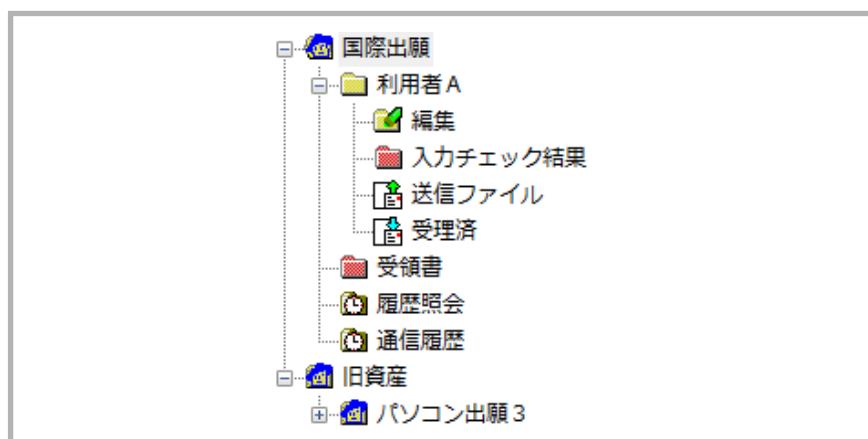 国際出願
利用者A
編集
入力チェック結果
送信ファイル
受理済
受領書
履歴照会
通信履歴
旧資産
パソコン出願3